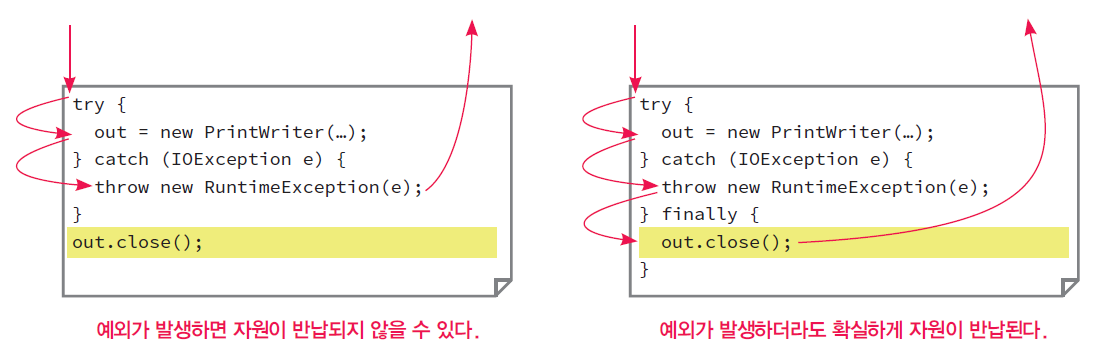 try {
out = new PrintWriter(…);
} catch (IOException e) {
throw new RuntimeException(e);
}
out.close();
예외가 발생하면 자원이 반납되지 않을 수 있다.
try {
out = new PrintWriter(…);
} catch (IOException e) {
throw new RuntimeException(e);
} finally {
out.close();
}
예외가 발생하더라도 확실하게 자원이 반납된다.